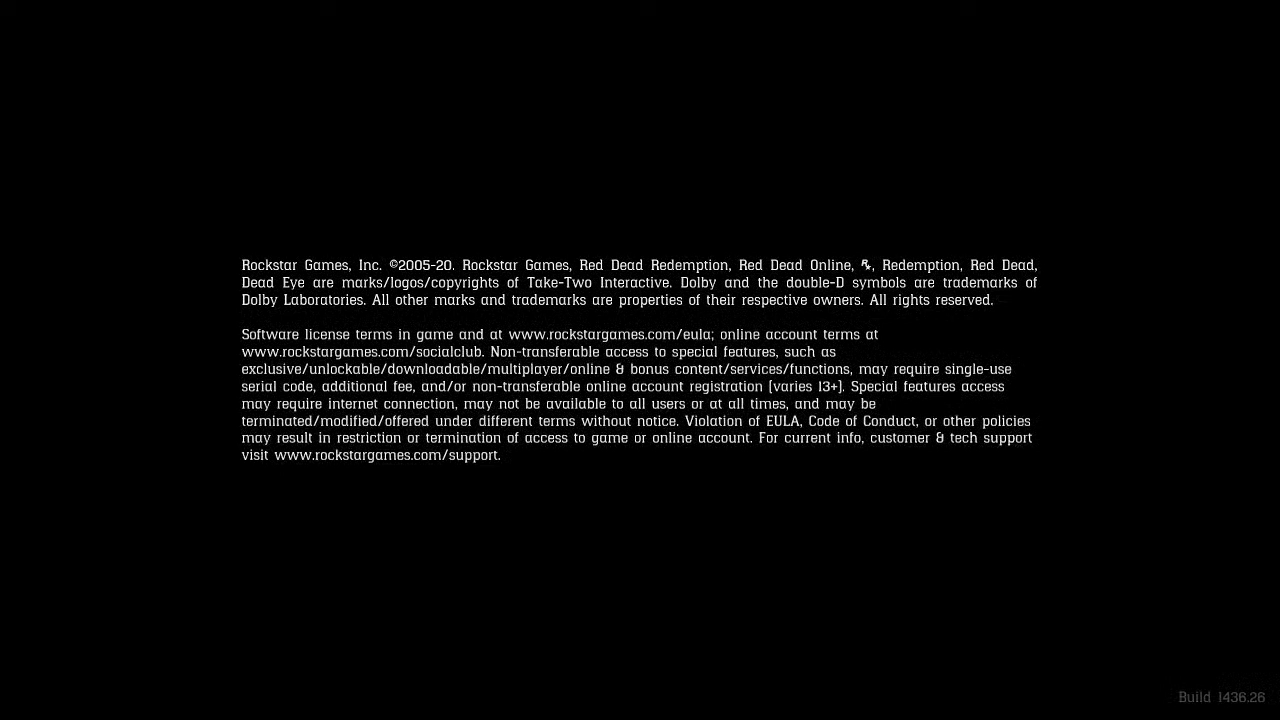 Rockstar Games, Inc. ©2005-20. Rockstar Games, Red Dead Redemption, Red Dead Online, R★, Redemption, Red Dead,
Dead Eye are marks/logos/copyrights of Take-Two Interactive. Dolby and the double-D symbols are trademarks of
Dolby Laboratories. All other marks and trademarks are properties of their respective owners. All rights reserved.
Software license terms in game and at www.rockstargames.com/eula; online account terms at
www.rockstargames.com/socialclub. Non-transferable access to special features, such as
exclusive/unlockable/downloadable/multiplayer/online & bonus content/services/functions, may require single-use
serial code, additional fee, and/or non-transferable online account registration (varies 13+). Special features access
may require internet connection, may not be available to all users or at all times, and may be
terminated/modified/offered under different terms without notice. Violation of EULA, Code of Conduct, or other policies
may result in restriction or termination of access to game or online account. For current info, customer & tech support
visit www.rockstargames.com/support.
Build 1436.26